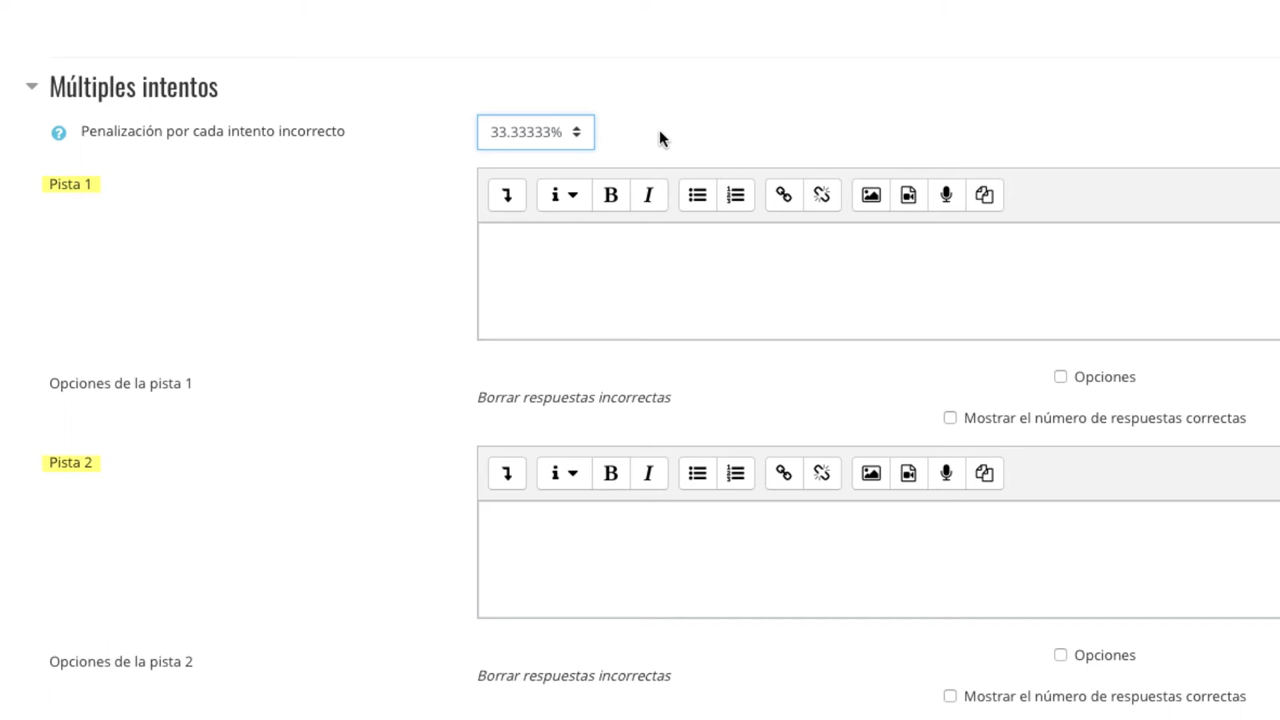 Múltiples intentos
Penalización por cada intento incorrecto
33.33333%
Pista 1
Opciones de la pista 1
Borrar respuestas incorrectas
Opciones
Mostrar el número de respuestas correctas
Pista 2
Opciones de la pista 2
Borrar respuestas incorrectas
Opciones
Mostrar el número de respuestas correctas